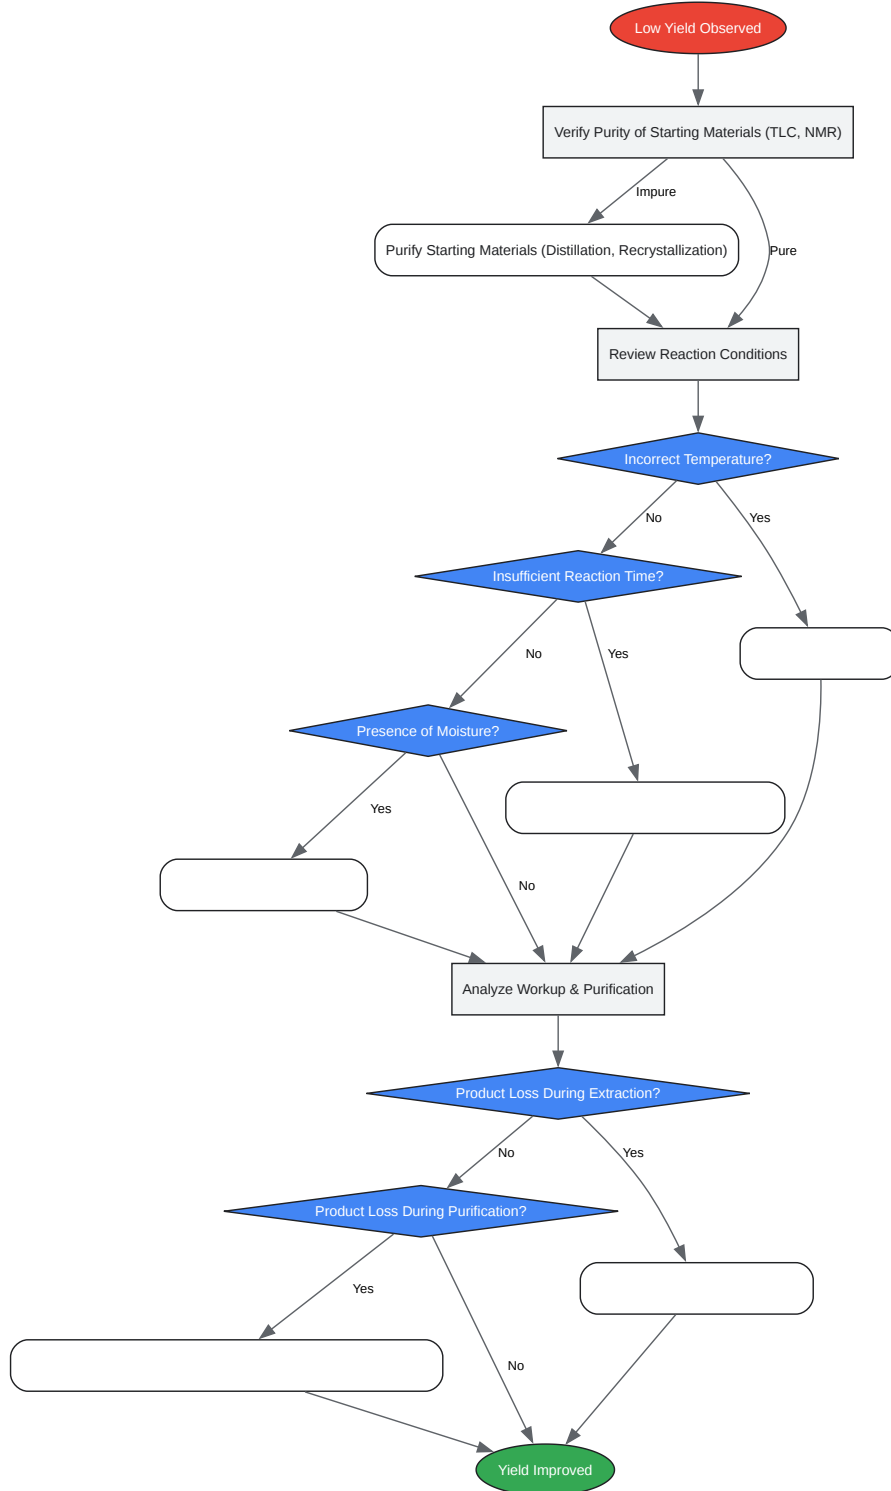 Low Yield Observed
Verify Purity of Starting Materials (TLC, NMR)
Impure
Purify Starting Materials (Distillation, Recrystallization)
Pure
Review Reaction Conditions
Incorrect Temperature?
No
Yes
Insufficient Reaction Time?
No
Yes
Presence of Moisture?
Yes
No
Analyze Workup & Purification
Product Loss During Extraction?
No
Yes
Product Loss During Purification?
Yes
No
Yield Improved